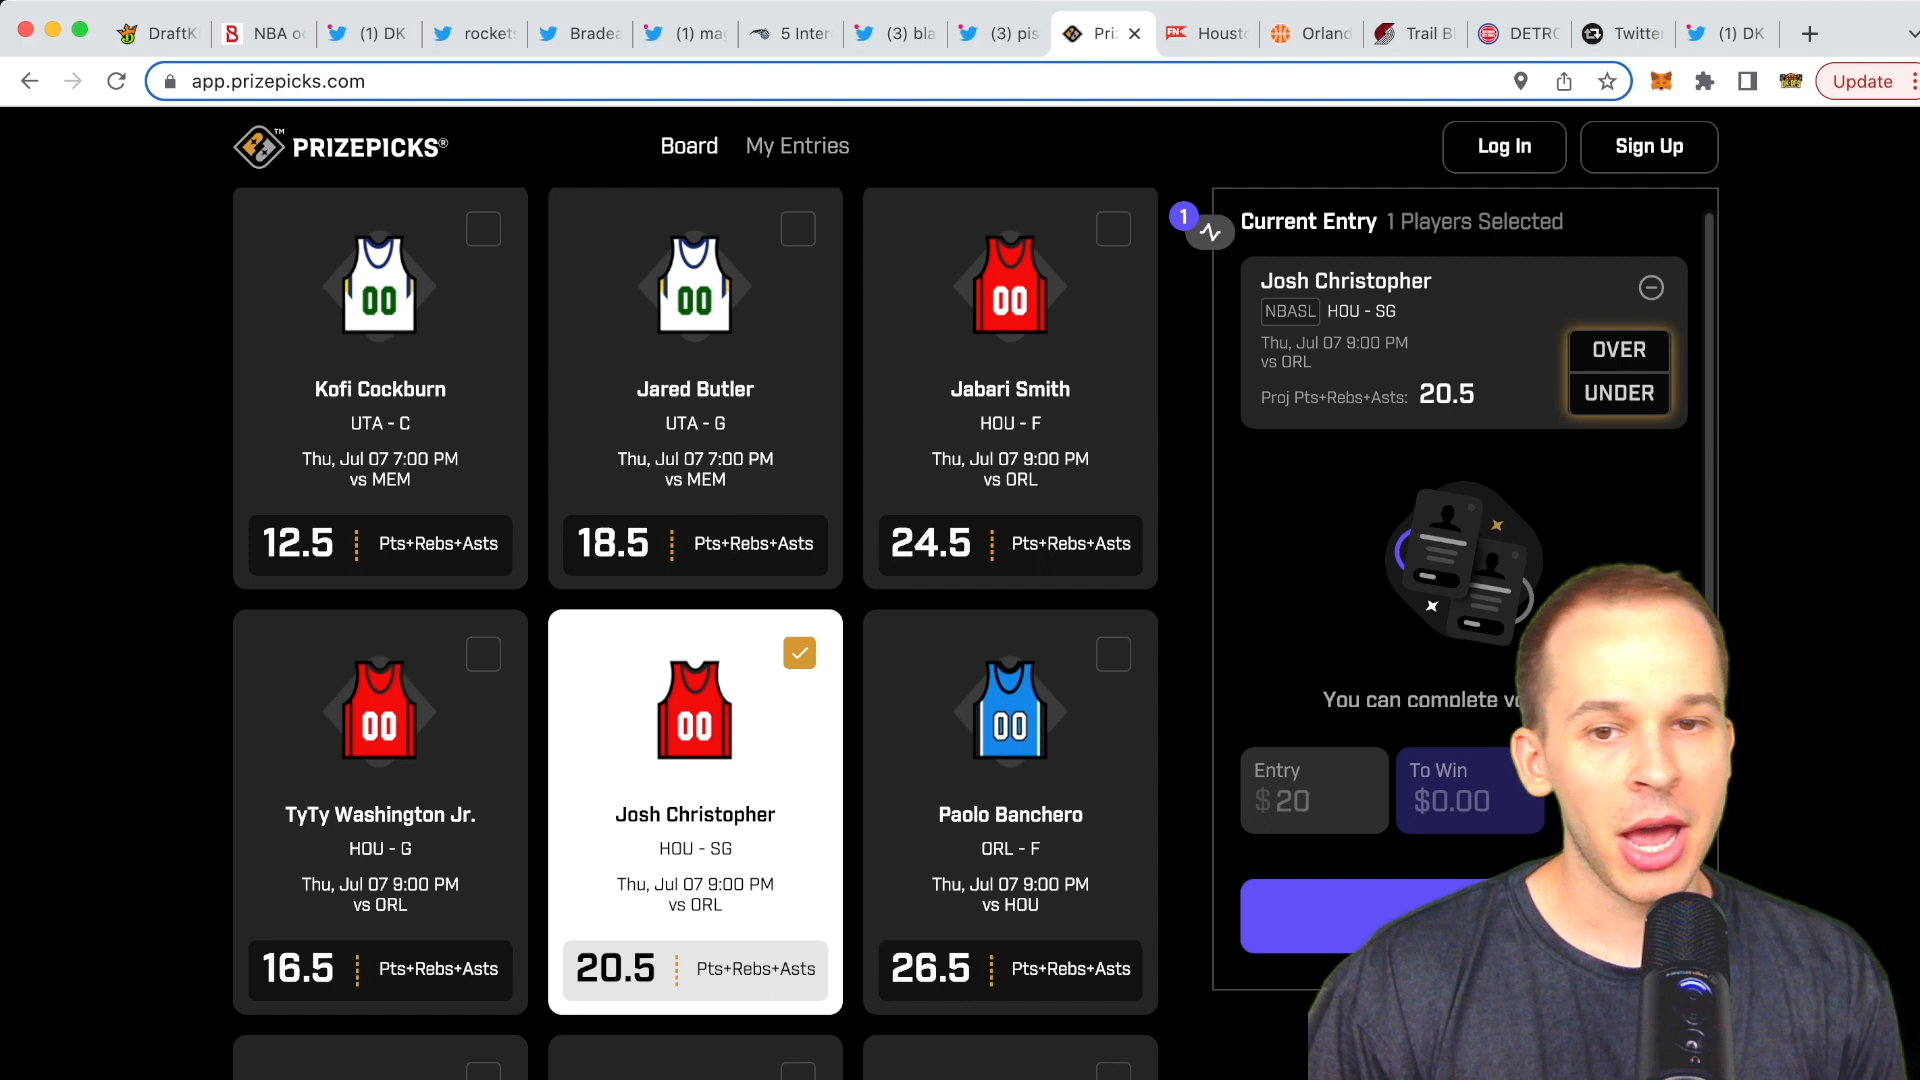 DraftK
NBA o
(1) DK
rocket
Bradea
(1) ma
5 Inter
(3) bla
(3) pis
Pri
Houst
Orland
Trail B
DETRO
Twitte
(1) DK
app.prizepicks.com
Update
PRIZEPICKS®
Board
My Entries
Log In
Sign Up
Kofi Cockburn
UTA - C
Thu, Jul 07 7:00 PM
vs MEM
12.5 Pts+Rebs+Asts
Jared Butler
UTA - G
Thu, Jul 07 7:00 PM
vs MEM
18.5 Pts+Rebs+Asts
Jabari Smith
HOU - F
Thu, Jul 07 9:00 PM
vs ORL
24.5 Pts+Rebs+Asts
TyTy Washington Jr.
HOU - G
Thu, Jul 07 9:00 PM
vs ORL
16.5 Pts+Rebs+Asts
Josh Christopher
HOU - SG
Thu, Jul 07 9:00 PM
vs ORL
20.5 Pts+Rebs+Asts
Paolo Banchero
ORL - F
Thu, Jul 07 9:00 PM
vs HOU
26.5 Pts+Rebs+Asts
00
00
00
00
00
00
1
Current Entry 1 Players Selected
Josh Christopher
NBASL HOU - SG
Thu, Jul 07 9:00 PM
vs ORL
Proj Pts+Rebs+Asts: 20.5
OVER
UNDER
You can complete
Entry
$ 20
To Win
$0.00